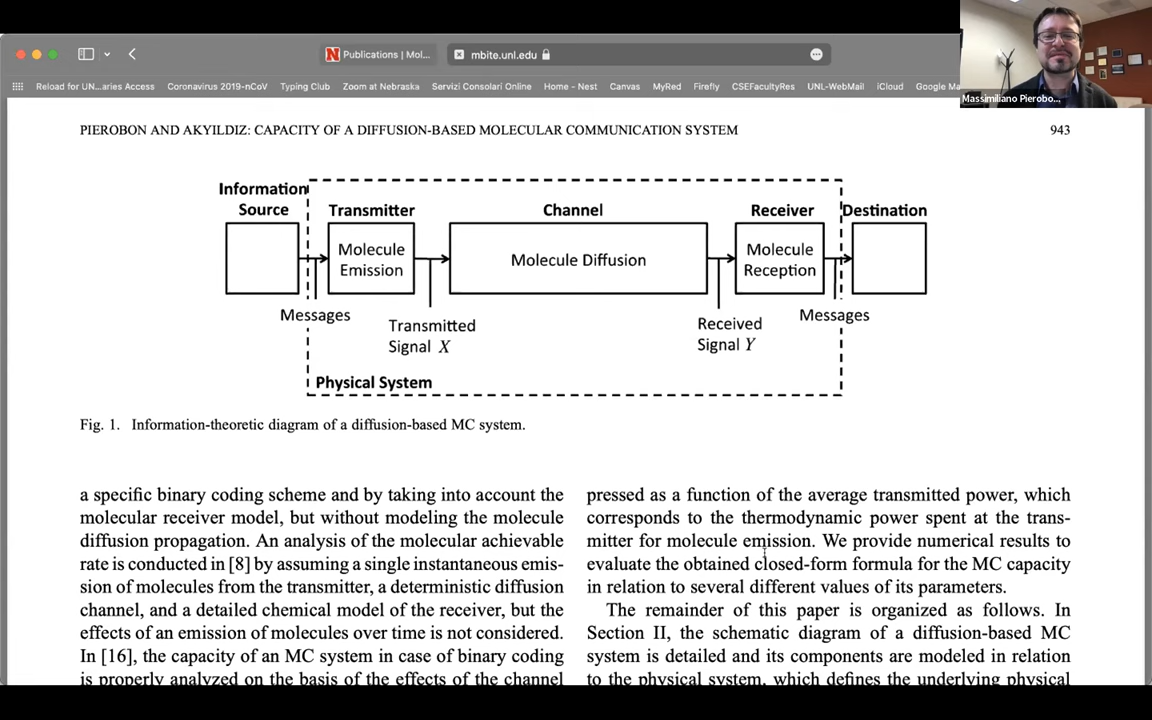 Publications | Mol...
mbite.unl.edu
Reload for UN...aries Access Coronavirus 2019-nCoV Typing Club Zoom at Nebraska Servizi Consolari Online Home - Nest Canvas MyRed Firefly CSEFacultyRes UNL-WebMail iCloud Google Ma
Massimiliano Pierobo...
PIEROBON AND AKYILDIZ: CAPACITY OF A DIFFUSION-BASED MOLECULAR COMMUNICATION SYSTEM 943
Information
Source
Transmitter
Channel
Receiver
Destination
Molecule
Emission
Molecule Diffusion
Molecule
Reception
Messages
Transmitted
Signal X
Received
Signal Y
Messages
Physical System
Fig. 1. Information-theoretic diagram of a diffusion-based MC system.
a specific binary coding scheme and by taking into account the
molecular receiver model, but without modeling the molecule
diffusion propagation. An analysis of the molecular achievable
rate is conducted in [8] by assuming a single instantaneous emis-
sion of molecules from the transmitter, a deterministic diffusion
channel, and a detailed chemical model of the receiver, but the
effects of an emission of molecules over time is not considered.
In [16], the capacity of an MC system in case of binary coding
is properly analyzed on the basis of the effects of the channel
pressed as a function of the average transmitted power, which
corresponds to the thermodynamic power spent at the trans-
mitter for molecule emission. We provide numerical results to
evaluate the obtained closed-form formula for the MC capacity
in relation to several different values of its parameters.
The remainder of this paper is organized as follows. In
Section II, the schematic diagram of a diffusion-based MC
system is detailed and its components are modeled in relation
to the physical system, which defines the underlying physical